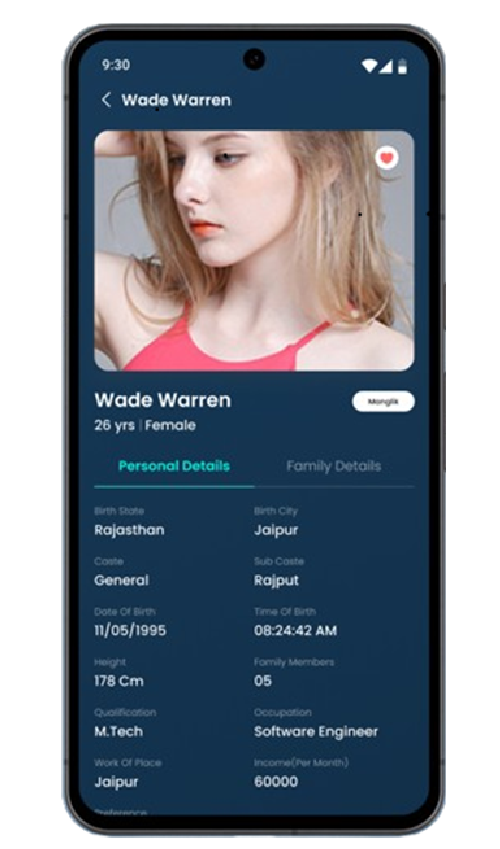 9:30
Wade Warren
Wade Warren
Manglik
26 yrs | Female
Personal Details Family Details
Birth State Birth City
Rajasthan Jaipur
Caste Sub Caste
General Rajput
Date Of Birth Time Of Birth
11/05/1995 08:24:42 AM
Height Family Members
178 Cm 05
Qualification Occupation
M.Tech Software Engineer
Work Of Place Income(Per Month)
Jaipur 60000
Preference